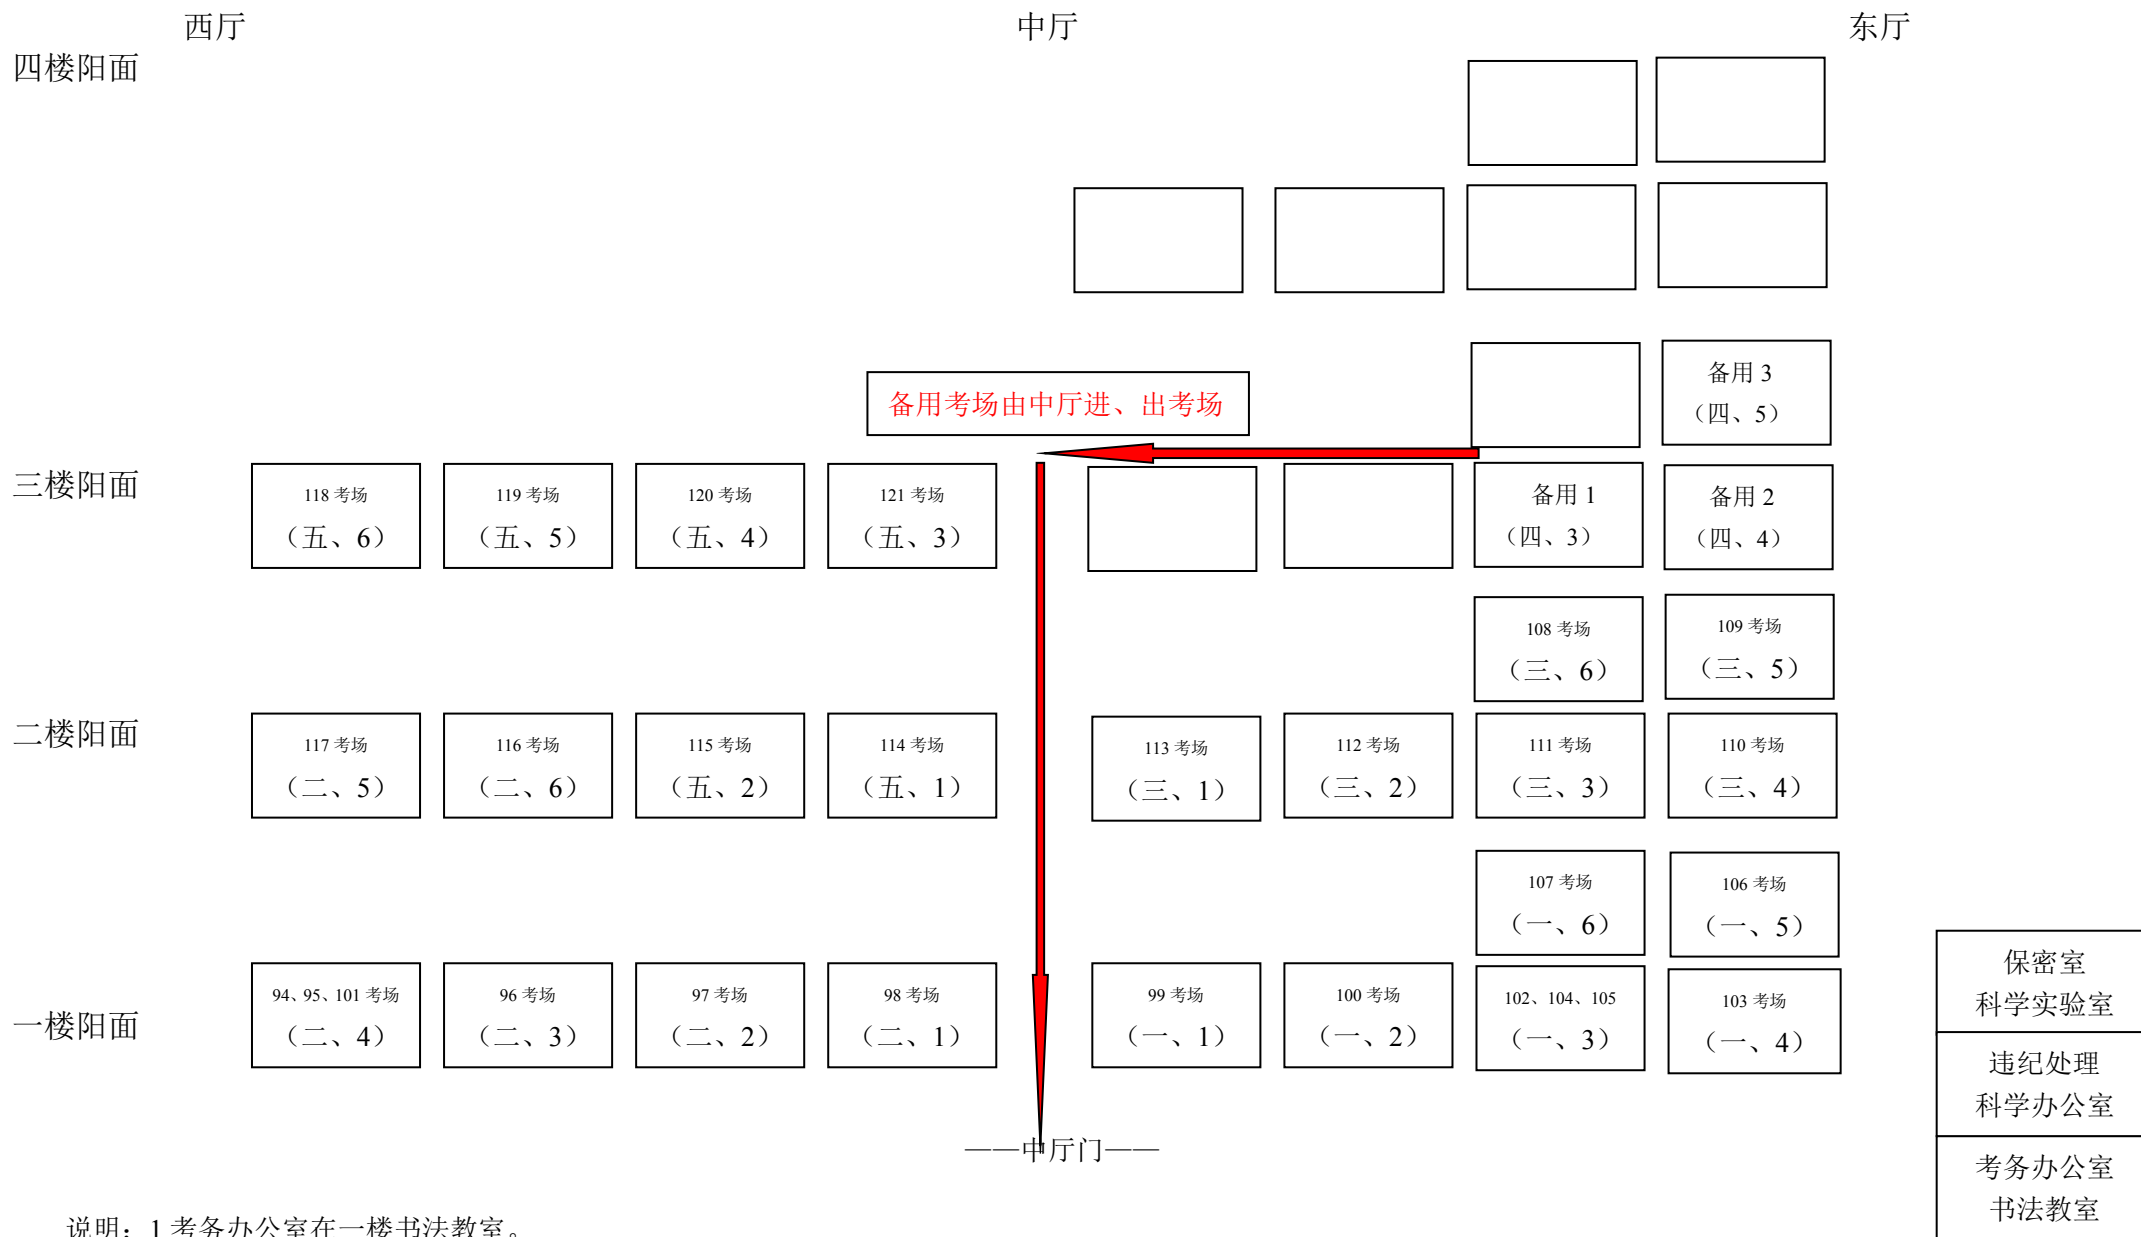 西厅 中厅 东厅
四楼阳面
备用 3
（四、5）
备用考场由中厅进、出考场
三楼阳面
118 考场
（五、6）
119 考场
（五、5）
120 考场
（五、4）
121 考场
（五、3）
备用 1
（四、3）
备用 2
（四、4）
108 考场
（三、6）
109 考场
（三、5）
二楼阳面
117 考场
（二、5）
116 考场
（二、6）
115 考场
（五、2）
114 考场
（五、1）
113 考场
（三、1）
112 考场
（三、2）
111 考场
（三、3）
110 考场
（三、4）
107 考场
（一、6）
106 考场
（一、5）
一楼阳面
94、95、101 考场
（二、4）
96 考场
（二、3）
97 考场
（二、2）
98 考场
（二、1）
99 考场
（一、1）
100 考场
（一、2）
102、104、105
（一、3）
103 考场
（一、4）
保密室
科学实验室
违纪处理
科学办公室
考务办公室
书法教室
——中厅门——
说明：1 考务办公室在一楼书法教室。